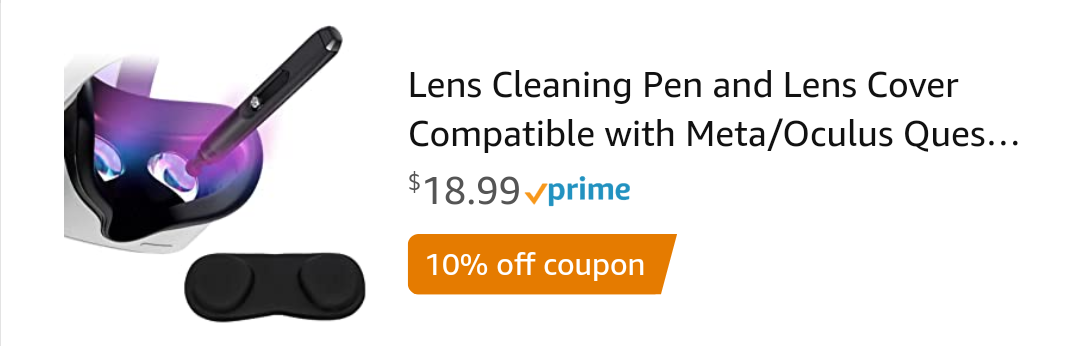 Lens Cleaning Pen and Lens Cover
Compatible with Meta/Oculus Ques...
$18.99 prime
10% off coupon